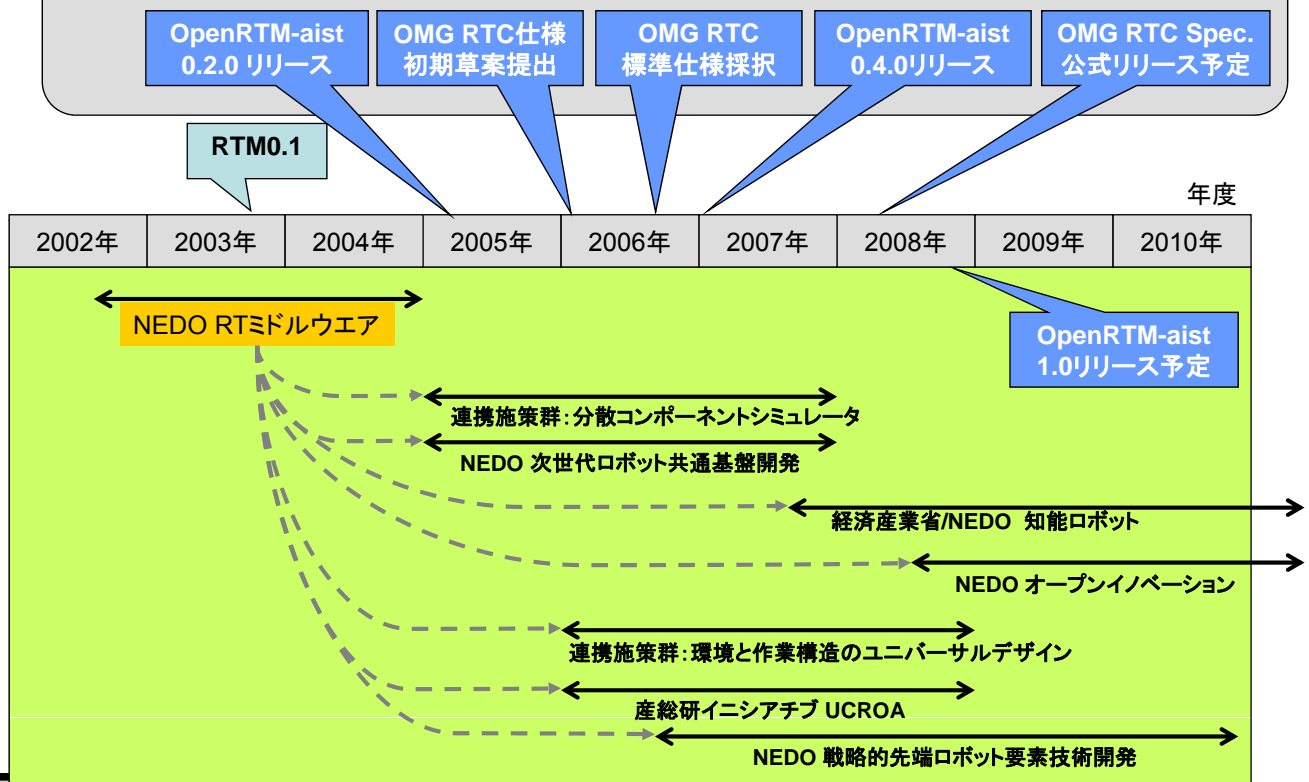 OpenRTM-aist
0.2.0 リリース
OMG RTC仕様
初期草案提出
OMG RTC
標準仕様採択
OpenRTM-aist
0.4.0リリース
OMG RTC Spec.
公式リリース予定
RTM0.1
年度
2002年 2003年 2004年 2005年 2006年 2007年 2008年 2009年 2010年
NEDO RTミドルウエア
OpenRTM-aist
1.0リリース予定
連携施策群：分散コンポーネントシミュレータ
NEDO 次世代ロボット共通基盤開発
経済産業省/NEDO 知能ロボット
NEDO オープンイノベーション
連携施策群：環境と作業構造のユニバーサルデザイン
産総研イニシアチブ UCROA
NEDO 戦略的先端ロボット要素技術開発